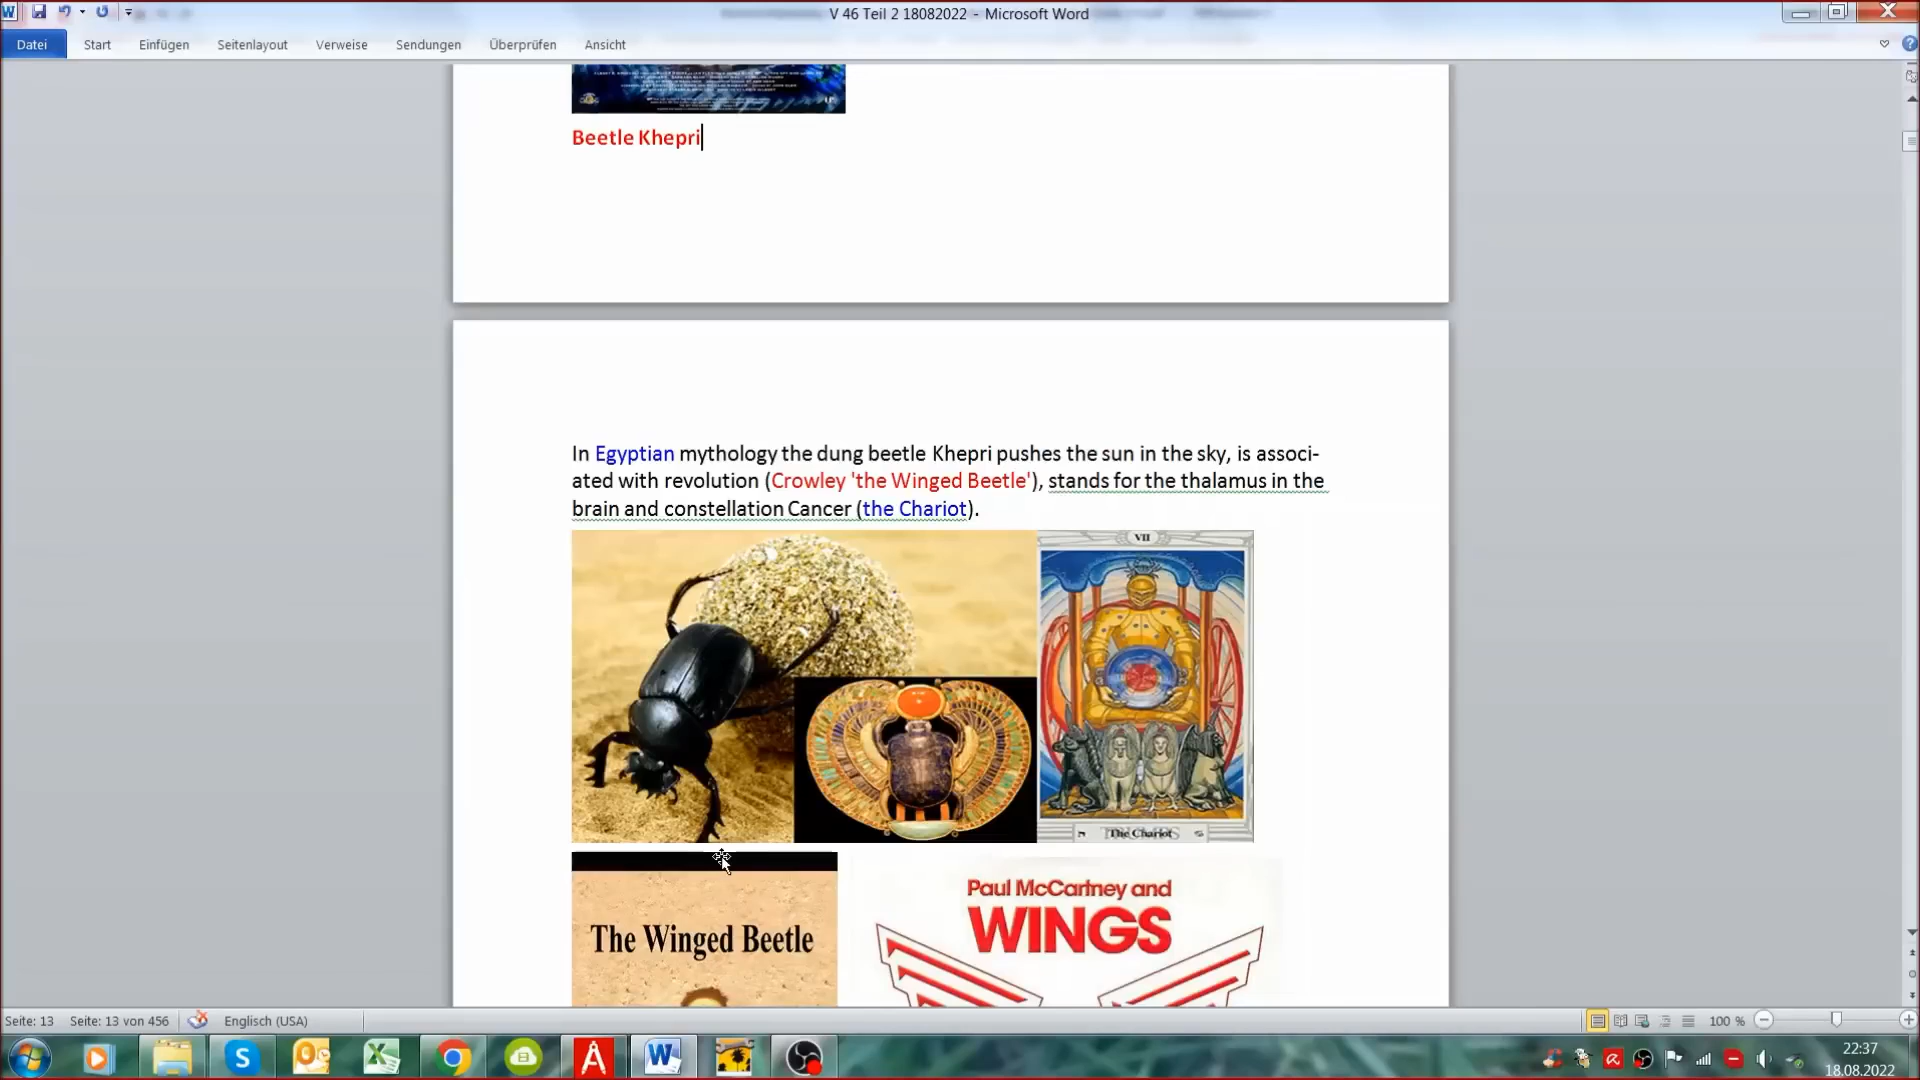 V 46 Teil 2 18082022 - Microsoft Word
Datei Start Einfügen Seitenlayout Verweise Sendungen Überprüfen Ansicht
Beetle Khepri
In Egyptian mythology the dung beetle Khepri pushes the sun in the sky, is associ-
ated with revolution (Crowley 'the Winged Beetle'), stands for the thalamus in the
brain and constellation Cancer (the Chariot).
VII
The Chariot
The Winged Beetle
Paul McCartney and
WINGS
Seite: 13 Seite: 13 von 456 Englisch (USA) 100 %
22:37
18.08.2022